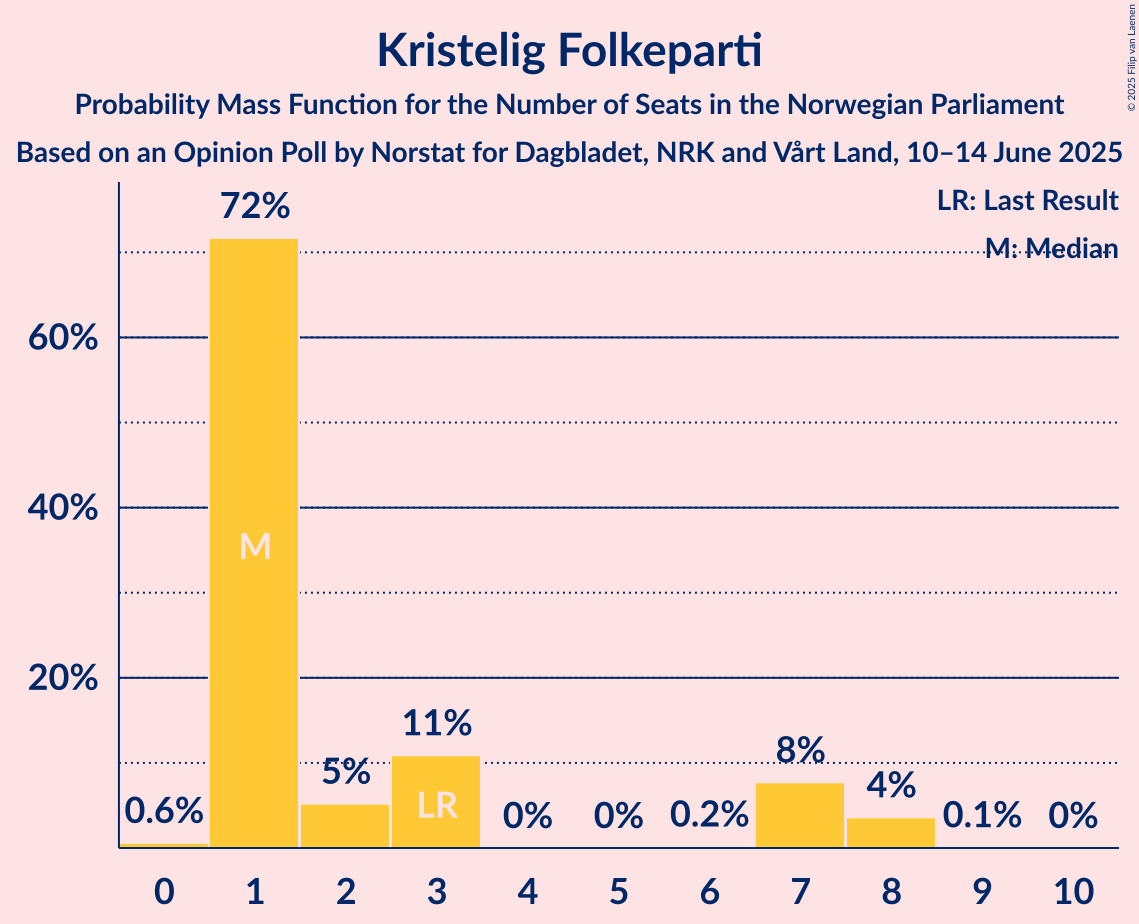 Kristelig Folkeparti
Probability Mass Function for the Number of Seats in the Norwegian Parliament
Based on an Opinion Poll by Norstat for Dagbladet, NRK and Vårt Land, 10–14 June 2025
© 2025 Filip van Laenen
LR: Last Result
M: Median
72%
60%
40%
20%
M
11%
8%
5%
4%
LR
0.6%
0%
0%
0.2%
0.1%
0%
0 1 2 3 4 5 6 7 8 9 10